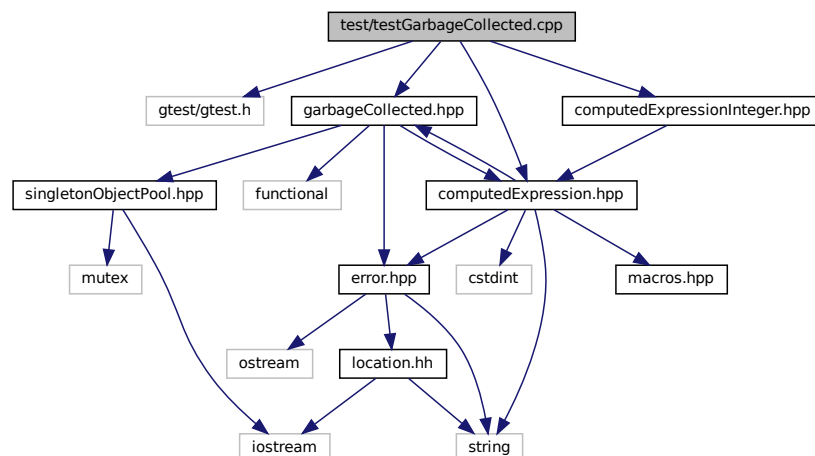 test/testGarbageCollected.cpp
gtest/gtest.h
garbageCollected.hpp
computedExpressionInteger.hpp
singletonObjectPool.hpp
functional
computedExpression.hpp
mutex
error.hpp
cstdint
macros.hpp
ostream
location.hh
iostream
string